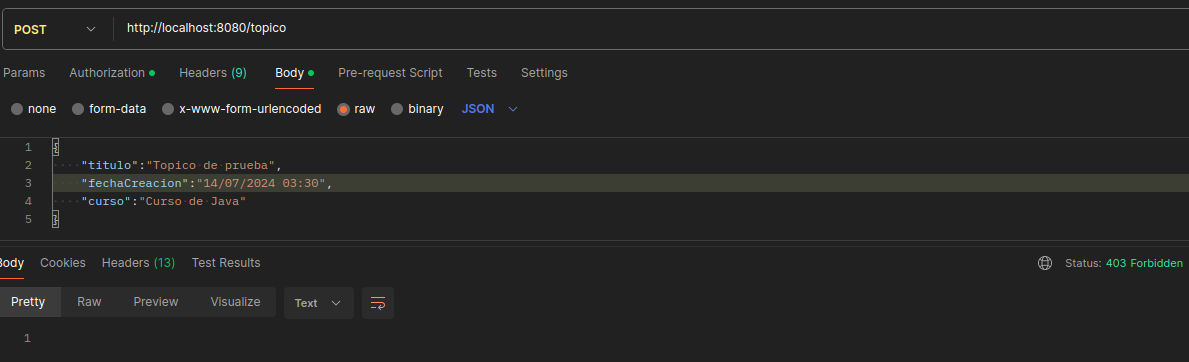 POST http://localhost:8080/topico
Params Authorization Headers (9) Body Pre-request Script Tests Settings
none form-data x-www-form-urlencoded raw binary JSON
1 {
2 "titulo":"Topico de prueba",
3 "fechaCreacion":"14/07/2024 03:30",
4 "curso":"Curso de Java"
5 }
Body Cookies Headers (13) Test Results Status: 403 Forbidden
Pretty Raw Preview Visualize Text
1